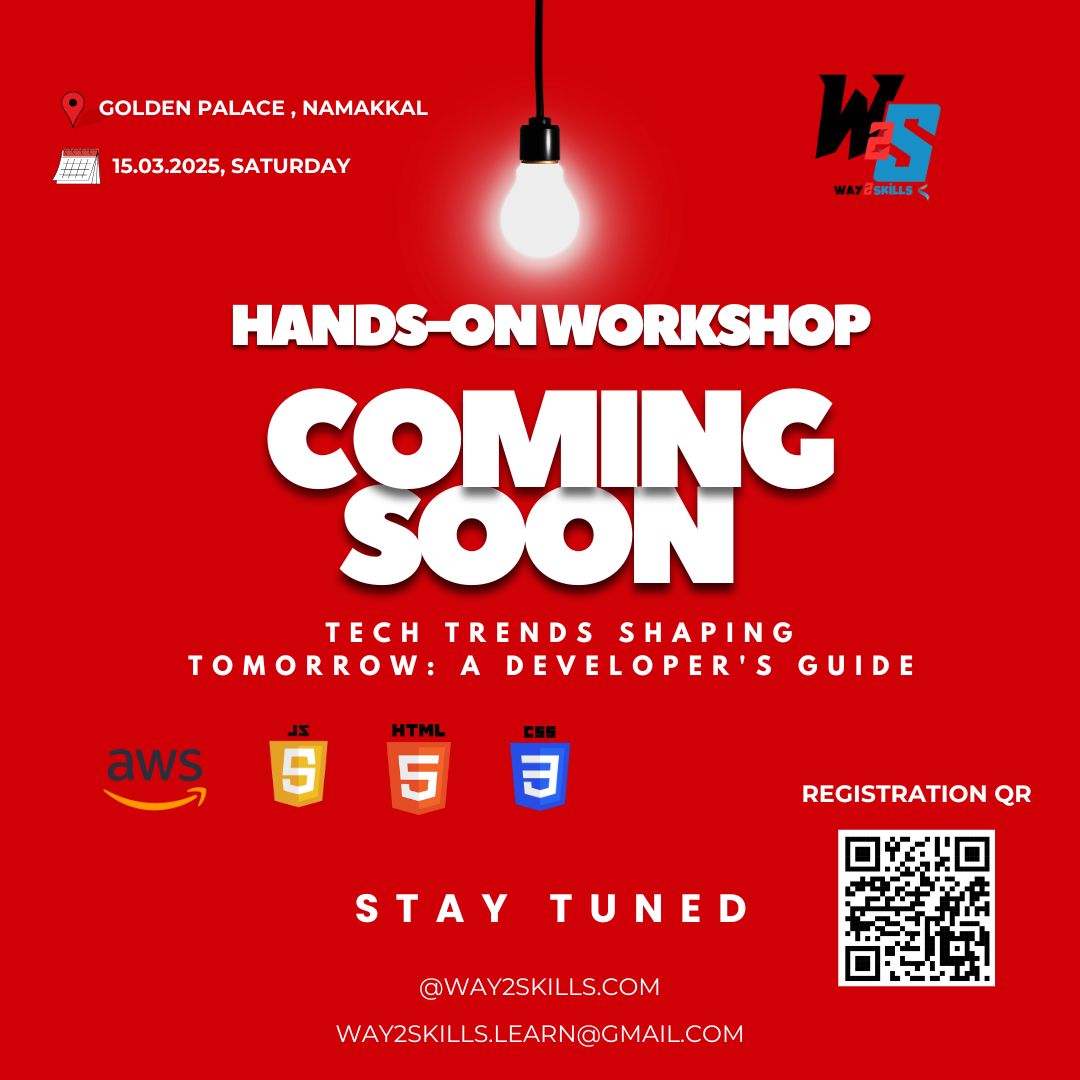 GOLDEN PALACE , NAMAKKAL
15.03.2025, SATURDAY
W2S
WAY2SKILLS
HANDS-ON WORKSHOP
COMING
SOON
TECH TRENDS SHAPING
TOMORROW: A DEVELOPER'S GUIDE
aws
JS
HTML
5
CSS
3
REGISTRATION QR
STAY TUNED
@WAY2SKILLS.COM
WAY2SKILLS.LEARN@GMAIL.COM